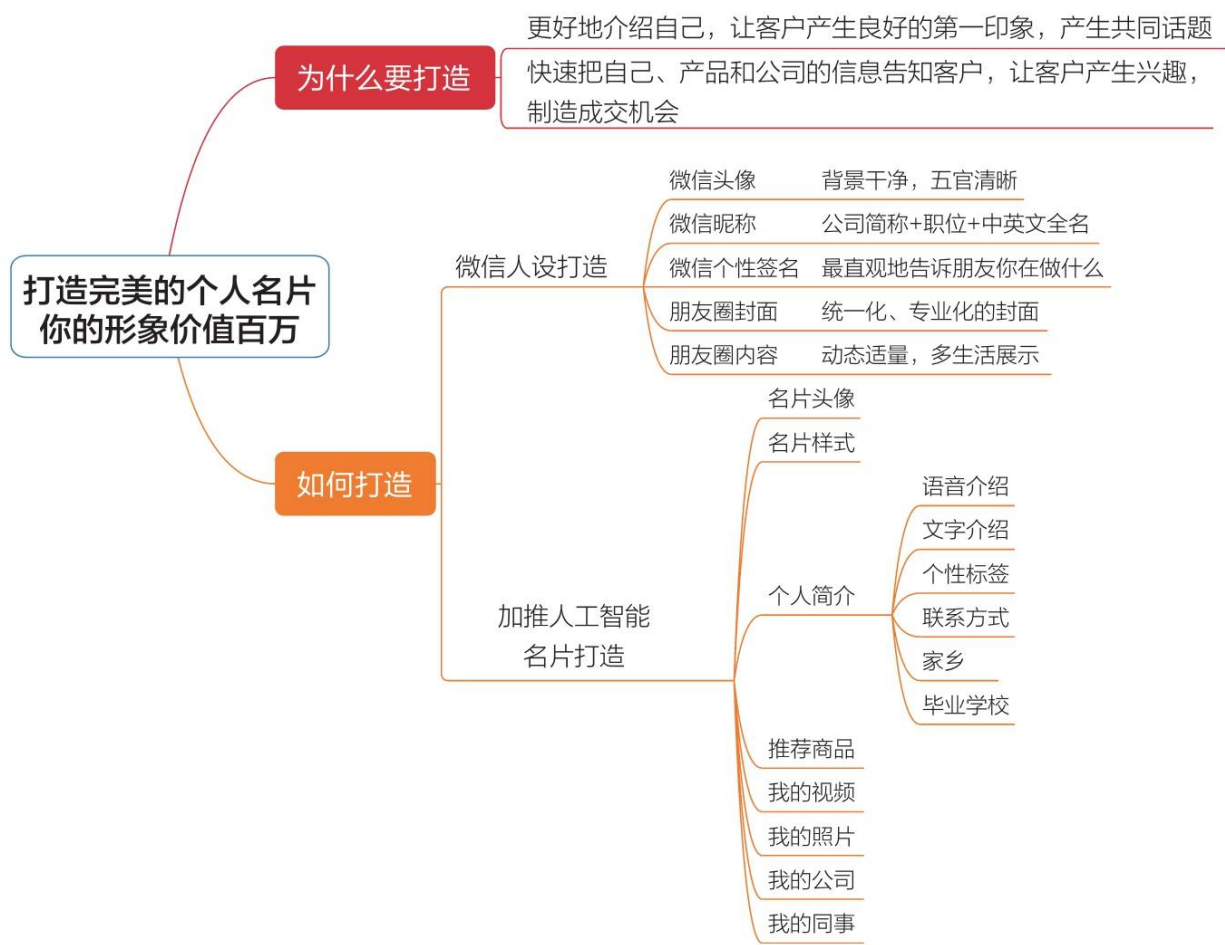 打造完美的个人名片
你的形象价值百万
为什么要打造
更好地介绍自己，让客户产生良好的第一印象，产生共同话题
快速把自己、产品和公司的信息告知客户，让客户产生兴趣，
制造成交机会
如何打造
微信人设打造
微信头像 背景干净，五官清晰
微信昵称 公司简称+职位+中英文全名
微信个性签名 最直观地告诉朋友你在做什么
朋友圈封面 统一化、专业化的封面
朋友圈内容 动态适量，多生活展示
加推人工智能
名片打造
名片头像
名片样式
个人简介
语音介绍
文字介绍
个性标签
联系方式
家乡
毕业学校
推荐商品
我的视频
我的照片
我的公司
我的同事